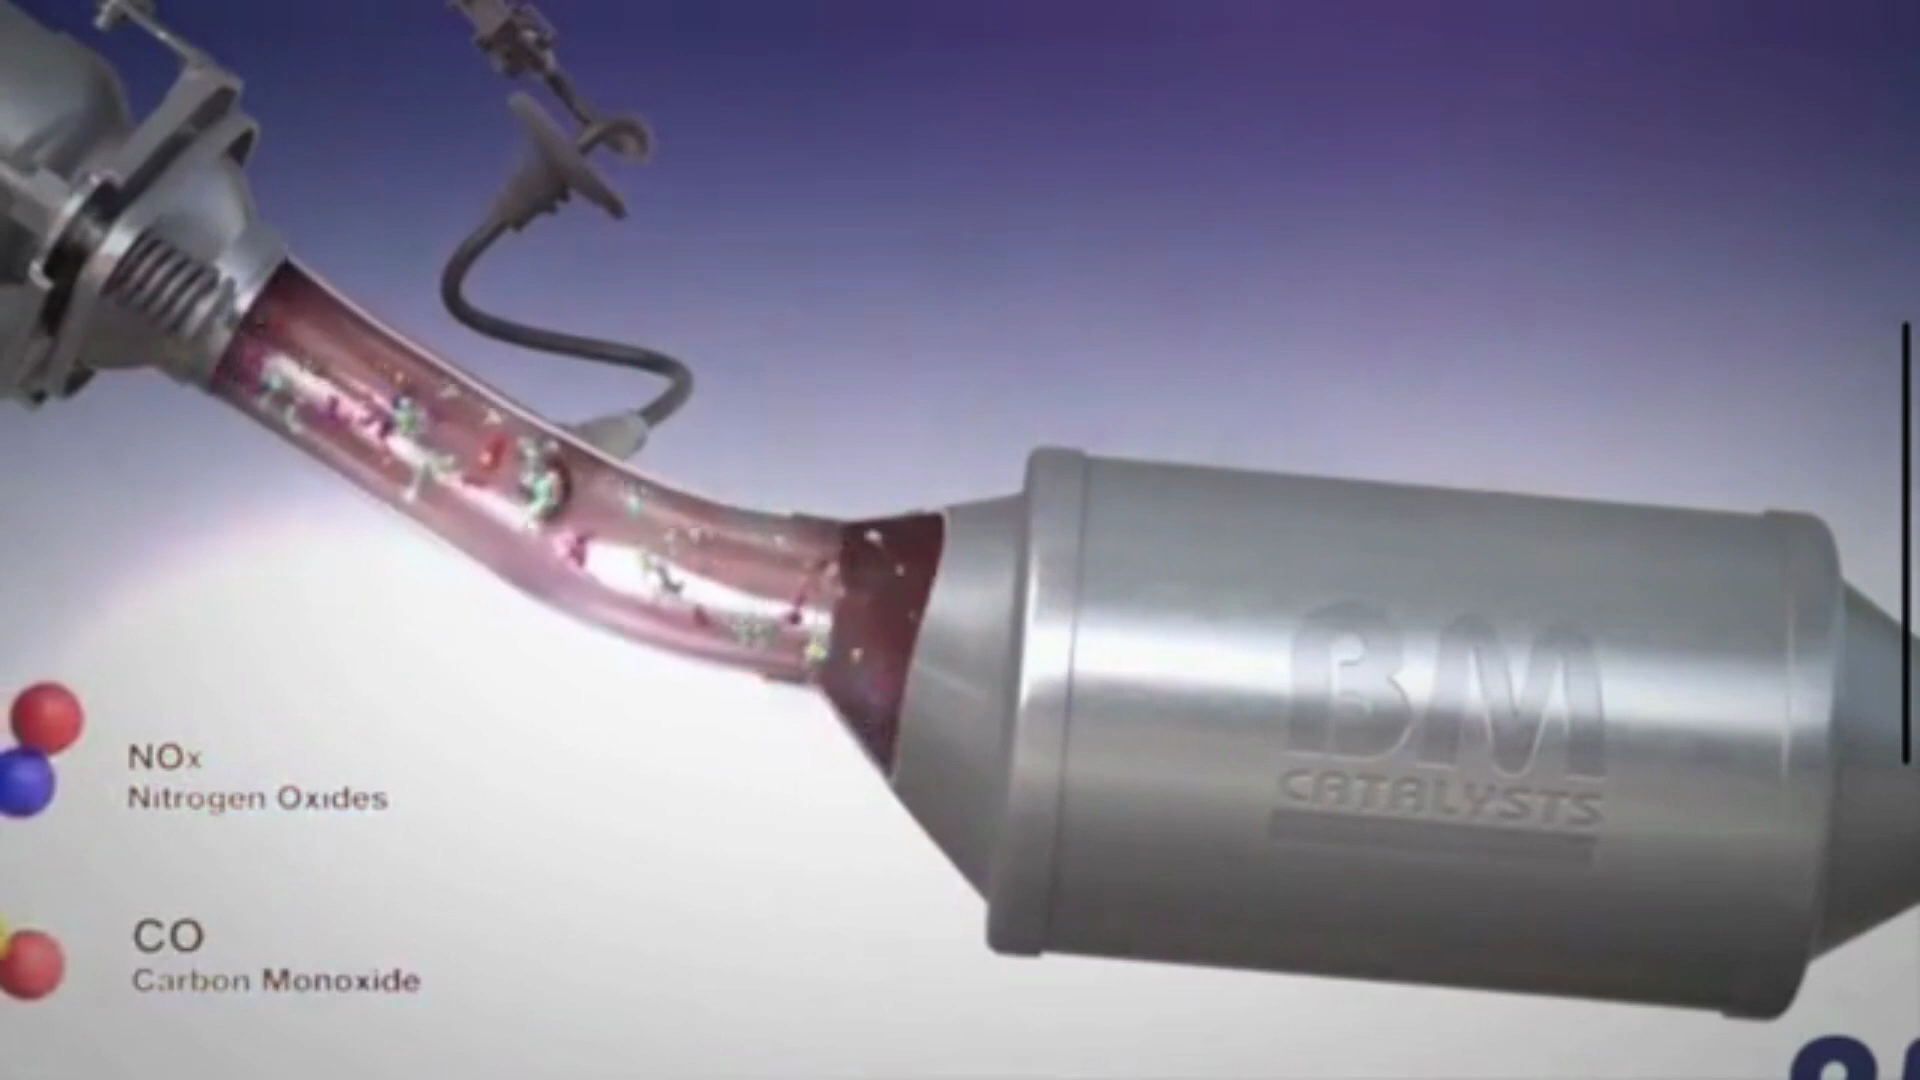 BM
CATALYSTS
NOx
Nitrogen Oxides
CO
Carbon Monoxide